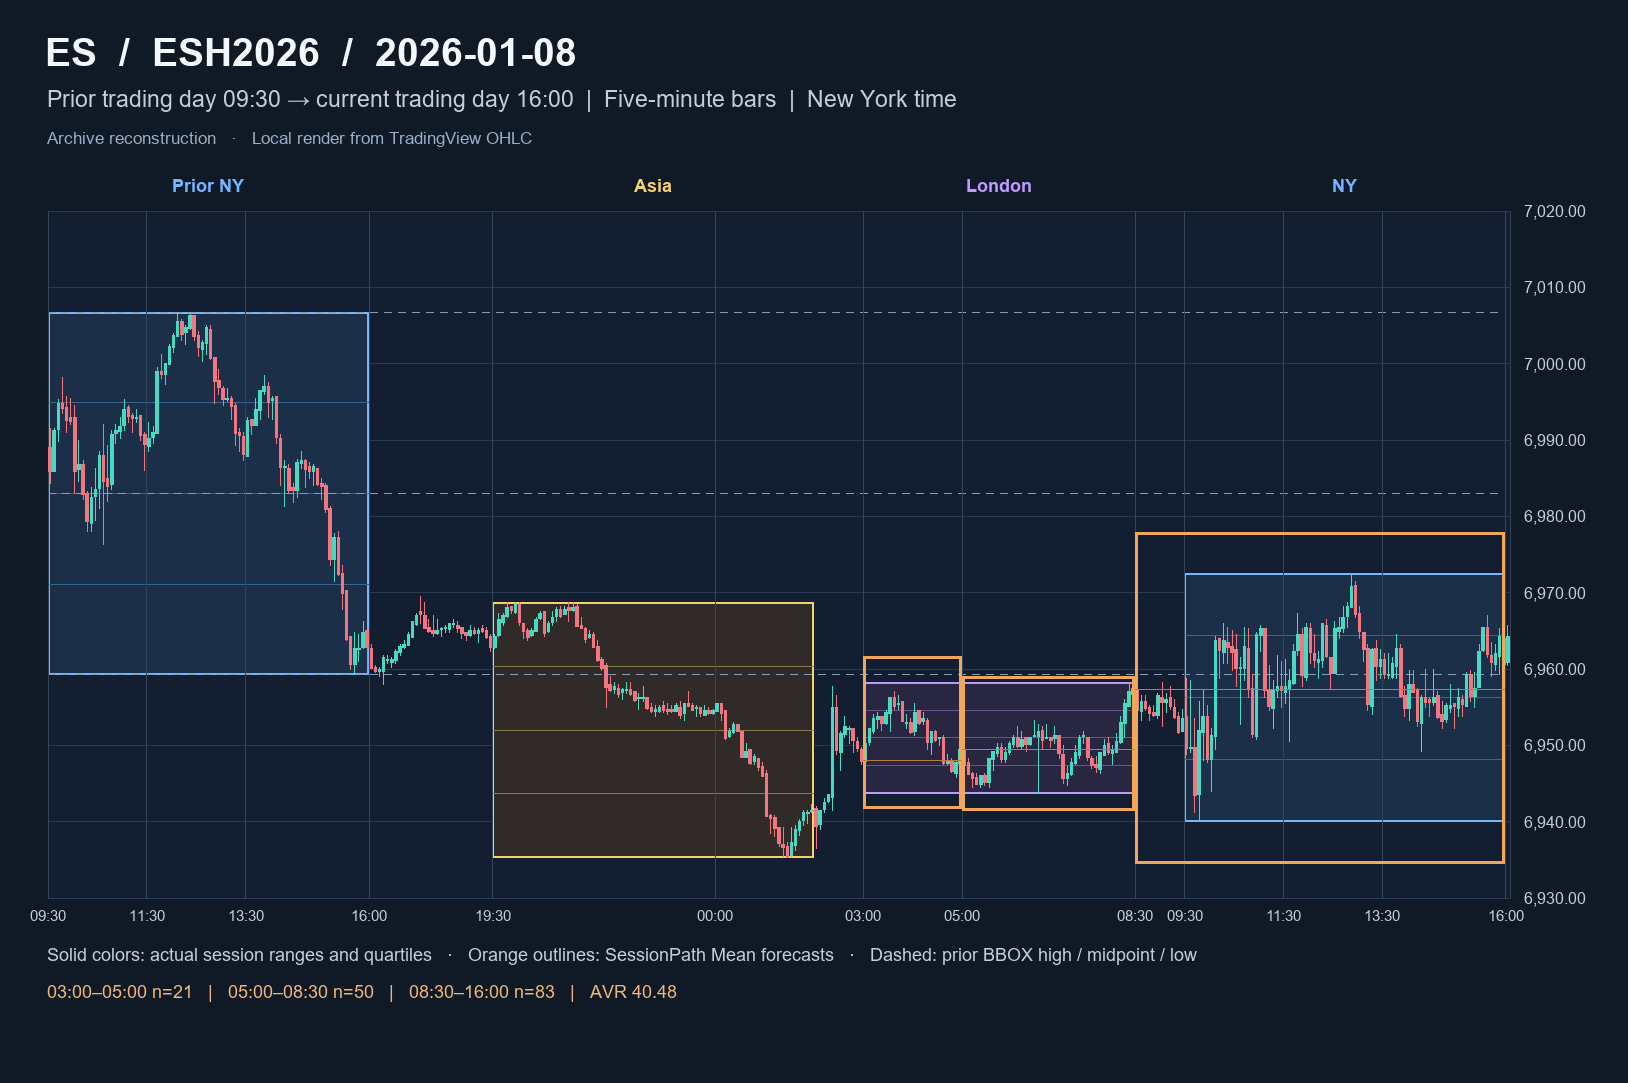 ES / ESH2026 / 2026-01-08
Prior trading day 09:30 → current trading day 16:00 | Five-minute bars | New York time
Archive reconstruction · Local render from TradingView OHLC
Prior NY Asia London NY
7,020.00
7,010.00
7,000.00
6,990.00
6,980.00
6,970.00
6,960.00
6,950.00
6,940.00
6,930.00
09:30 11:30 13:30 16:00 19:30 00:00 03:00 05:00 08:30 09:30 11:30 13:30 16:00
Solid colors: actual session ranges and quartiles · Orange outlines: SessionPath Mean forecasts · Dashed: prior BBOX high / midpoint / low
03:00–05:00 n=21 | 05:00–08:30 n=50 | 08:30–16:00 n=83 | AVR 40.48